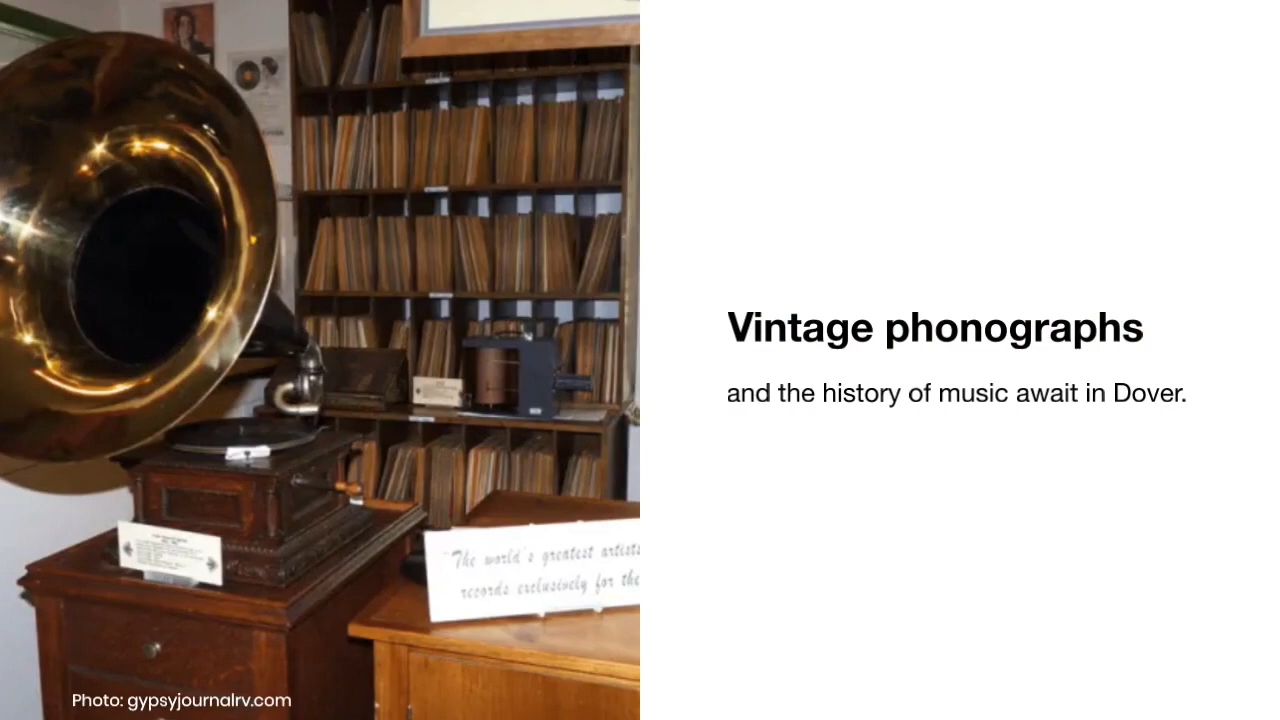 "The world's greatest artists
records exclusively for the
Photo: gypsyjournalrv.com
Vintage phonographs
and the history of music await in Dover.